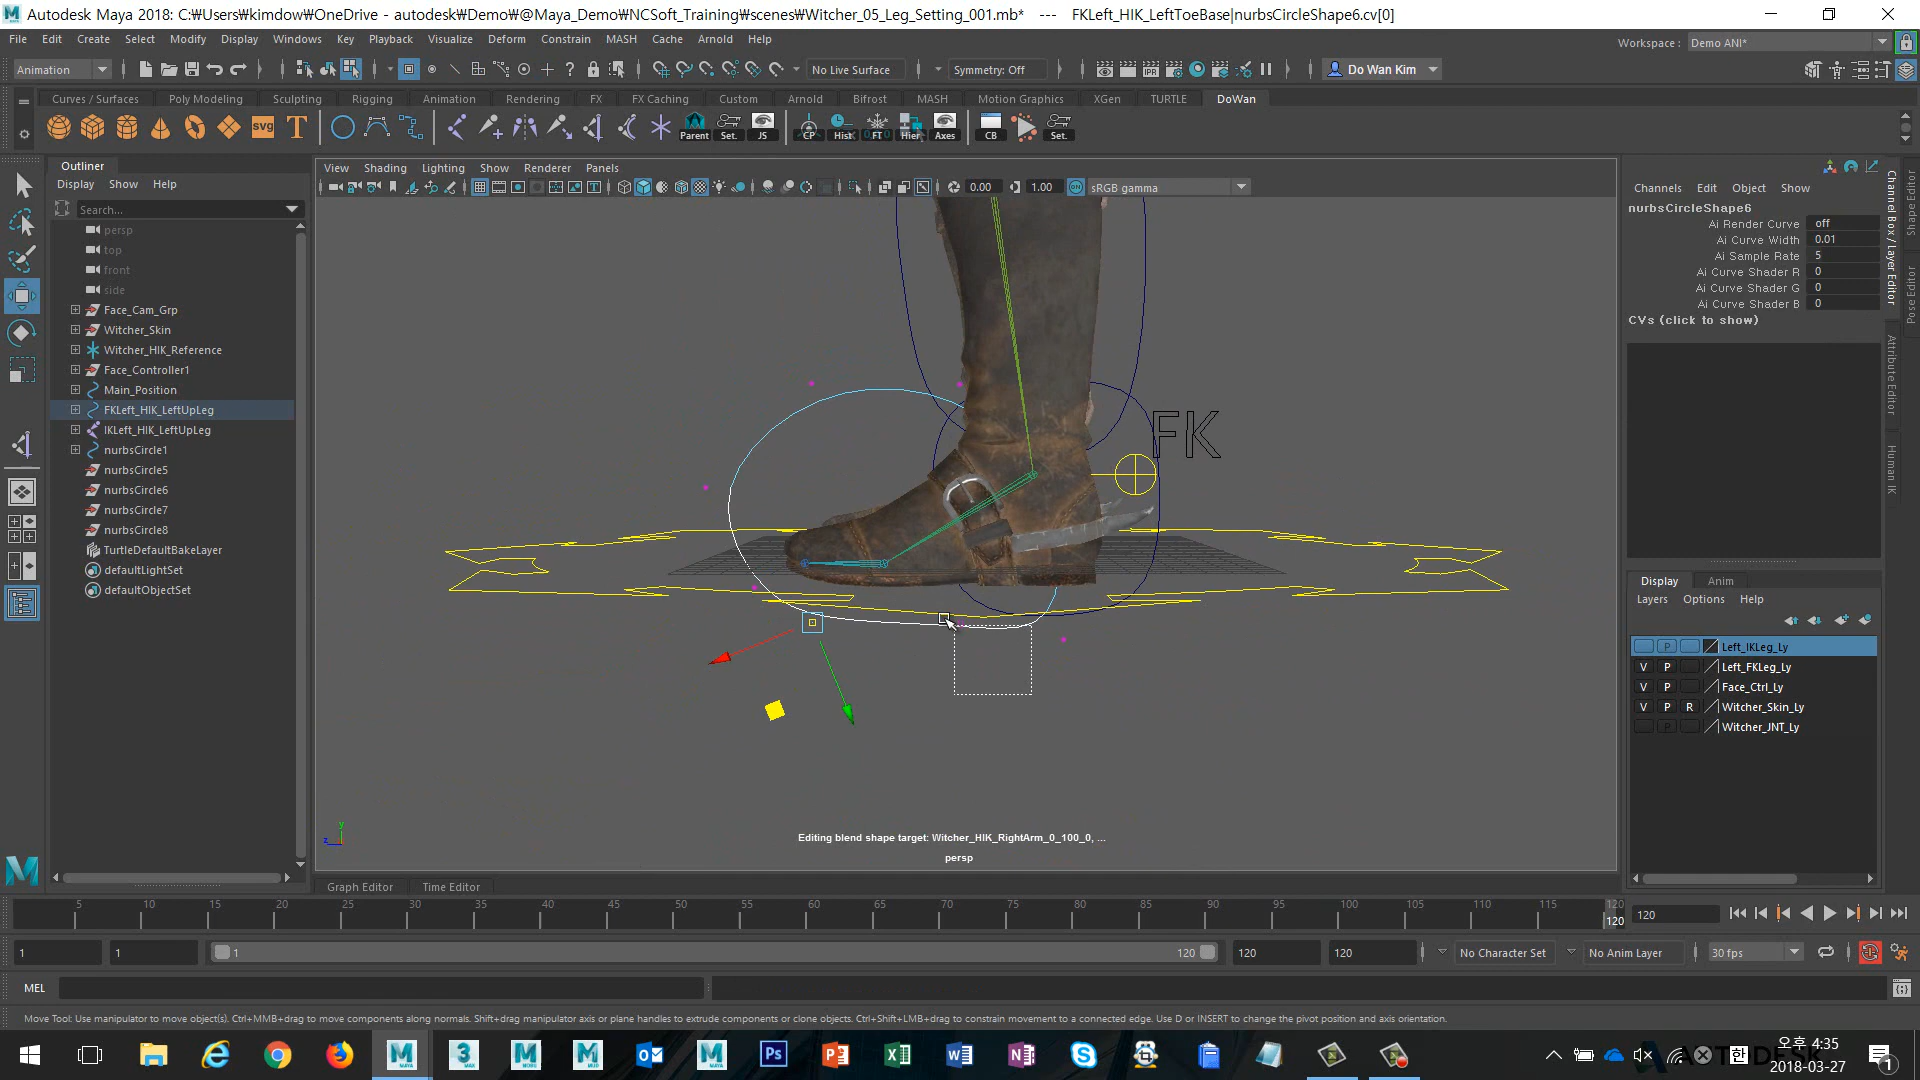 Autodesk Maya 2018: C:₩Users₩kimdow₩OneDrive - autodesk₩Demo₩@Maya_Demo₩NCSoft_Training₩scenes₩Witcher_05_Leg_Setting_001.mb* --- FKLeft_HIK_LeftToeBase|nurbsCircleShape6.cv[0]
File Edit Create Select Modify Display Windows Key Playback Visualize Deform Constrain MASH Cache Arnold Help
Workspace : Demo ANI*
Animation
No Live Surface
Symmetry: Off
Do Wan Kim
Curves / Surfaces Poly Modeling Sculpting Rigging Animation Rendering FX FX Caching Custom Arnold Bifrost MASH Motion Graphics XGen TURTLE DoWan
svg T Parent Set. JS CP Hist FT Hier Axes CB Set.
Outliner
Display Show Help
Search...
persp
top
front
side
Face_Cam_Grp
Witcher_Skin
Witcher_HIK_Reference
Face_Controller1
Main_Position
FKLeft_HIK_LeftUpLeg
IKLeft_HIK_LeftUpLeg
nurbsCircle1
nurbsCircle5
nurbsCircle6
nurbsCircle7
nurbsCircle8
TurtleDefaultBakeLayer
defaultLightSet
defaultObjectSet
View Shading Lighting Show Renderer Panels
0.00 1.00 sRGB gamma
FK
Editing blend shape target: Witcher_HIK_RightArm_0_100_0, ...
persp
y
z
Channels Edit Object Show
nurbsCircleShape6
Ai Render Curve off
Ai Curve Width 0.01
Ai Sample Rate 5
Ai Curve Shader R 0
Ai Curve Shader G 0
Ai Curve Shader B 0
CVs (click to show)
Channel Box / Layer Editor
Attribute Editor
Human IK
Shape Editor
Pose Editor
Display Anim
Layers Options Help
P Left_IKLeg_Ly
V P Left_FKLeg_Ly
V P Face_Ctrl_Ly
V P R Witcher_Skin_Ly
P Witcher_JNT_Ly
Graph Editor Time Editor
5 10 15 20 25 30 35 40 45 50 55 60 65 70 75 80 85 90 95 100 105 110 115 120
120
120
1 1 1 120 120 120 No Character Set No Anim Layer 30 fps
MEL
Move Tool: Use manipulator to move object(s). Ctrl+MMB+drag to move components along normals. Shift+drag manipulator axis or plane handles to extrude components or clone objects. Ctrl+Shift+LMB+drag to constrain movement to a connected edge. Use D or INSERT to change the pivot position and axis orientation.
한
오후 4:35
2018-03-27
1